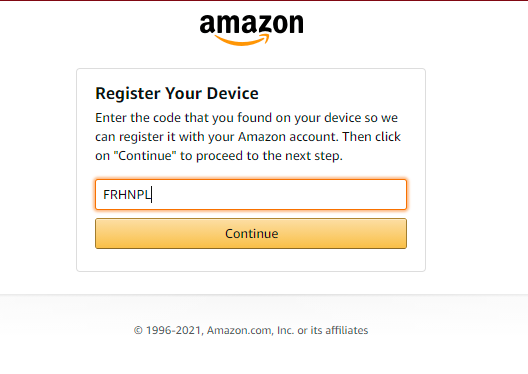 amazon
Register Your Device
Enter the code that you found on your device so we
can register it with your Amazon account. Then click
on "Continue" to proceed to the next step.
FRHNPL
Continue
© 1996-2021, Amazon.com, Inc. or its affiliates